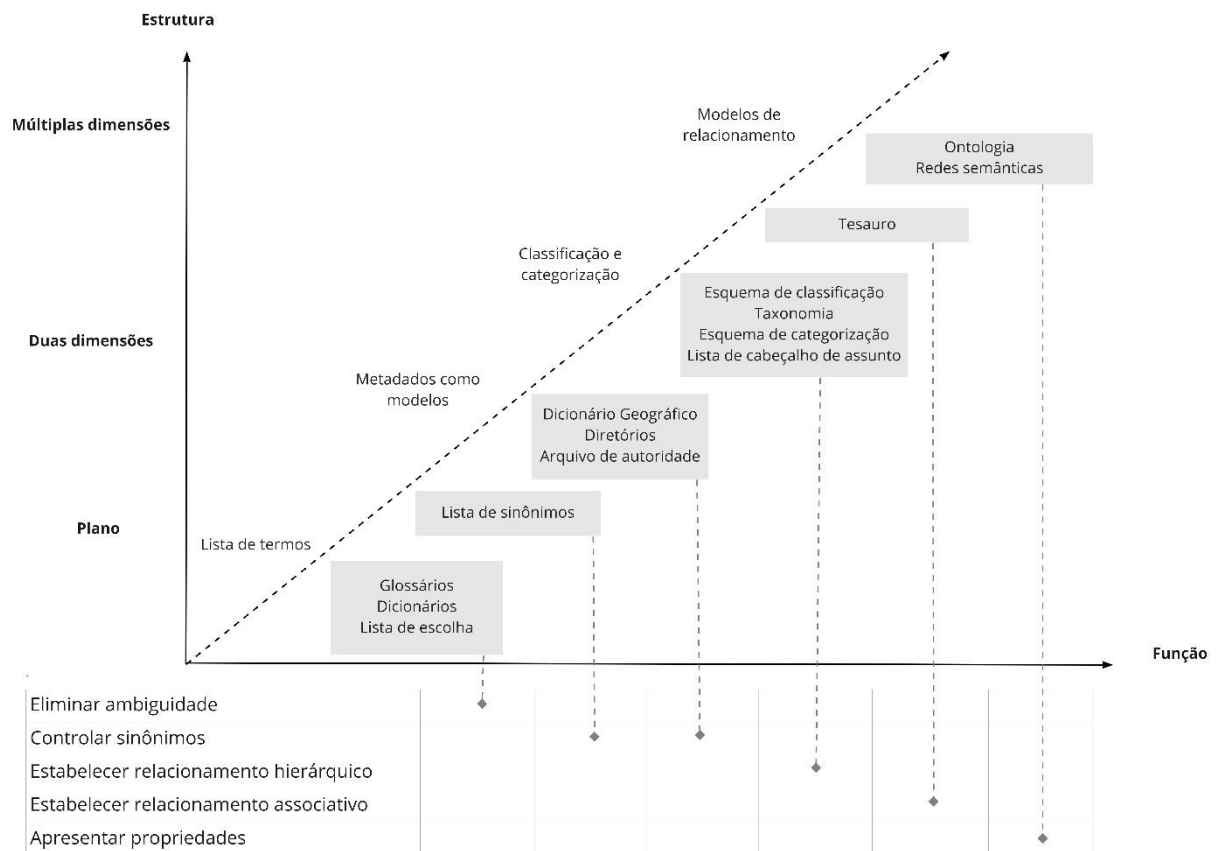 Estrutura
Múltiplas dimensões
Modelos de
relacionamento
Ontologia
Redes semânticas
Tesauro
Classificação e
categorização
Esquema de classificação
Taxonomia
Esquema de categorização
Lista de cabeçalho de assunto
Duas dimensões
Metadados como
modelos
Dicionário Geográfico
Diretórios
Arquivo de autoridade
Lista de sinônimos
Plano
Lista de termos
Glossários
Dicionários
Lista de escolha
Função
Eliminar ambiguidade
Controlar sinônimos
Estabelecer relacionamento hierárquico
Estabelecer relacionamento associativo
Apresentar propriedades